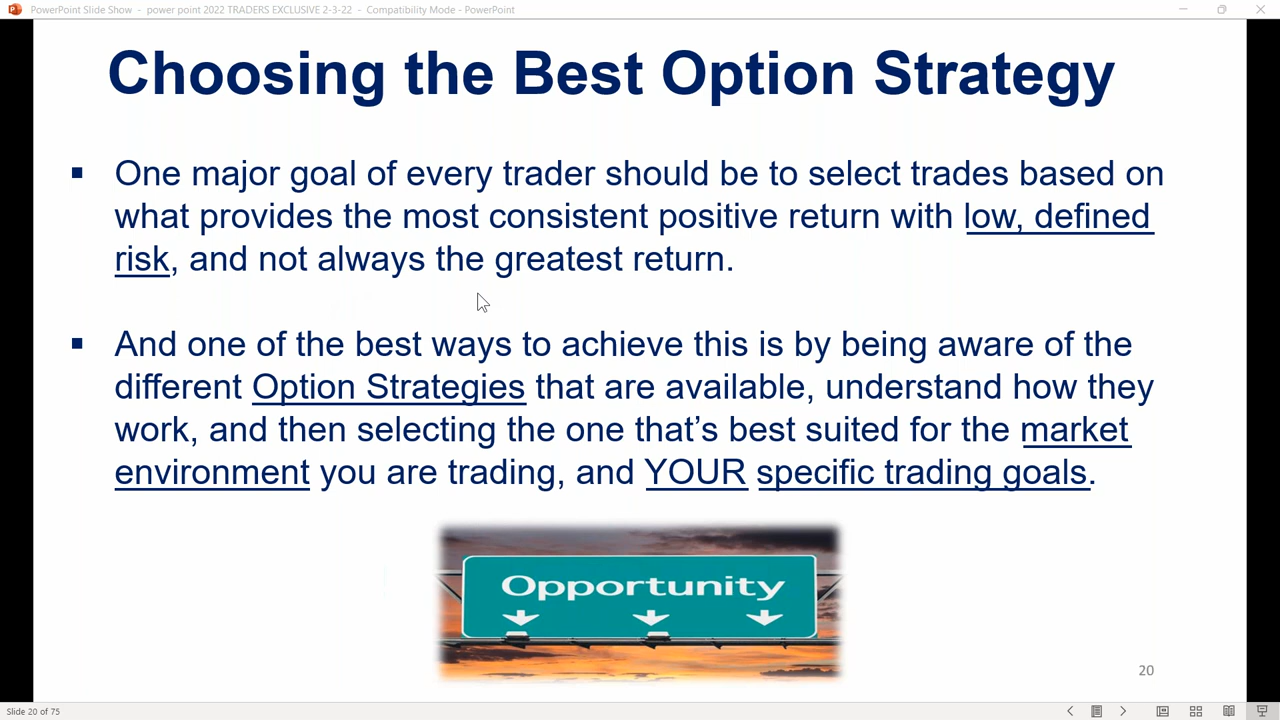 PowerPoint Slide Show - power point 2022 TRADERS EXCLUSIVE 2-3-22 - Compatibility Mode - PowerPoint
Choosing the Best Option Strategy
▪ One major goal of every trader should be to select trades based on
what provides the most consistent positive return with low, defined
risk, and not always the greatest return.
▪ And one of the best ways to achieve this is by being aware of the
different Option Strategies that are available, understand how they
work, and then selecting the one that’s best suited for the market
environment you are trading, and YOUR specific trading goals.
Opportunity
20
Slide 20 of 75